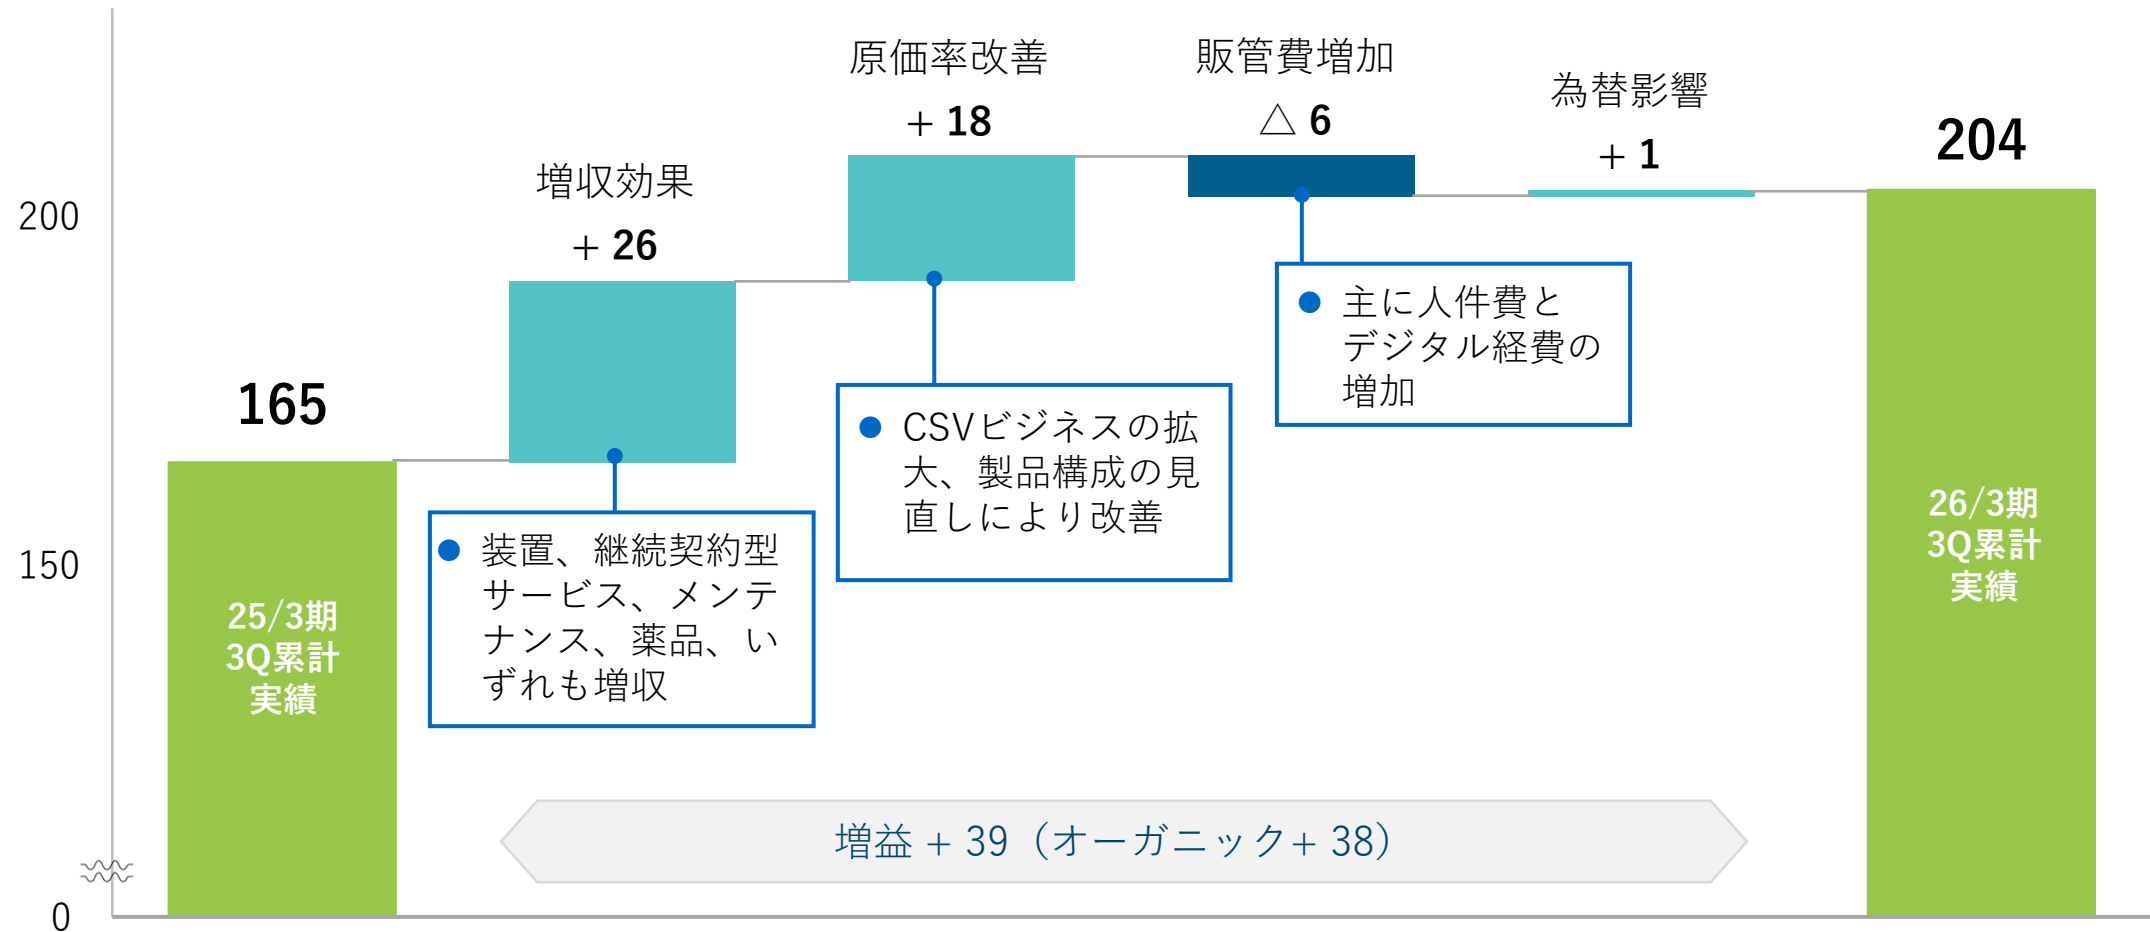 原価率改善
+ 18
販管費増加
△ 6
為替影響
+ 1
204
増収効果
+ 26
200
165
主に人件費と
デジタル経費の
増加
CSVビジネスの拡
大、製品構成の見
直しにより改善
装置、継続契約型
サービス、メンテ
ナンス、薬品、い
ずれも増収
150
25/3期
3Q累計
実績
26/3期
3Q累計
実績
増益 + 39（オーガニック+ 38）
0